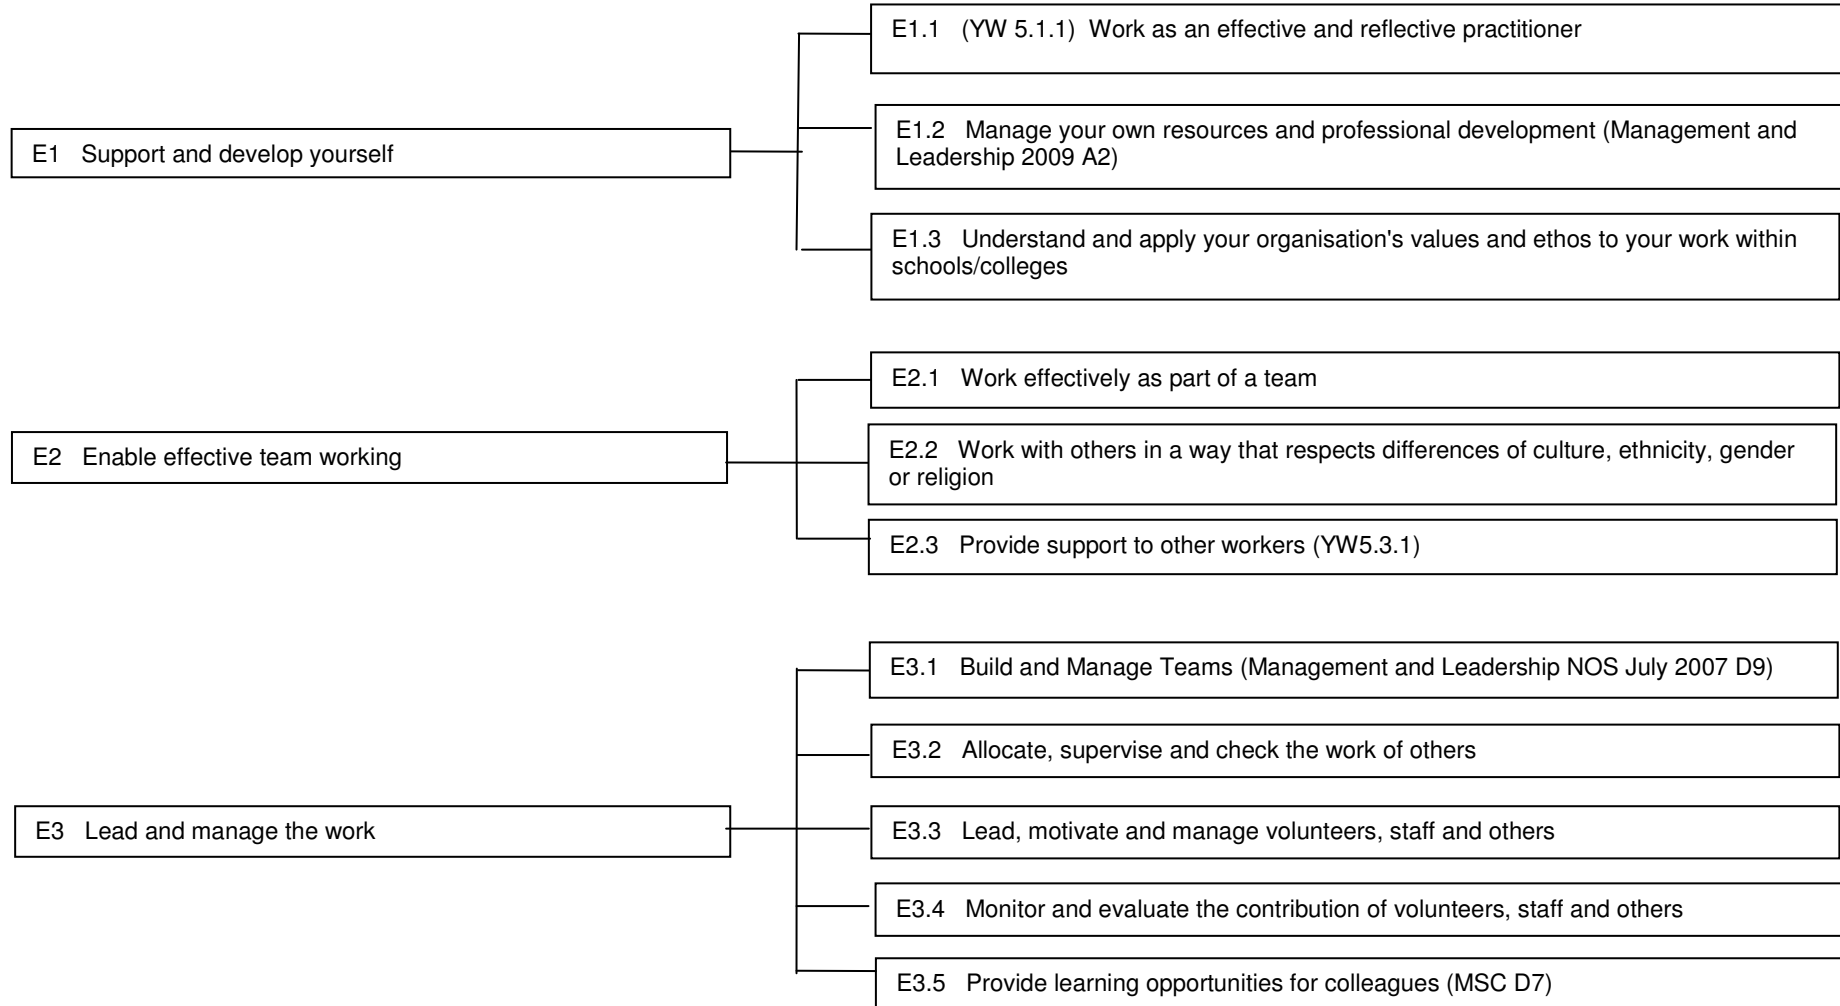 E1 Support and develop yourself
E1.1 (YW 5.1.1) Work as an effective and reflective practitioner
E1.2 Manage your own resources and professional development (Management and
Leadership 2009 A2)
E1.3 Understand and apply your organisation's values and ethos to your work within
schools/colleges
E2 Enable effective team working
E2.1 Work effectively as part of a team
E2.2 Work with others in a way that respects differences of culture, ethnicity, gender
or religion
E2.3 Provide support to other workers (YW5.3.1)
E3 Lead and manage the work
E3.1 Build and Manage Teams (Management and Leadership NOS July 2007 D9)
E3.2 Allocate, supervise and check the work of others
E3.3 Lead, motivate and manage volunteers, staff and others
E3.4 Monitor and evaluate the contribution of volunteers, staff and others
E3.5 Provide learning opportunities for colleagues (MSC D7)